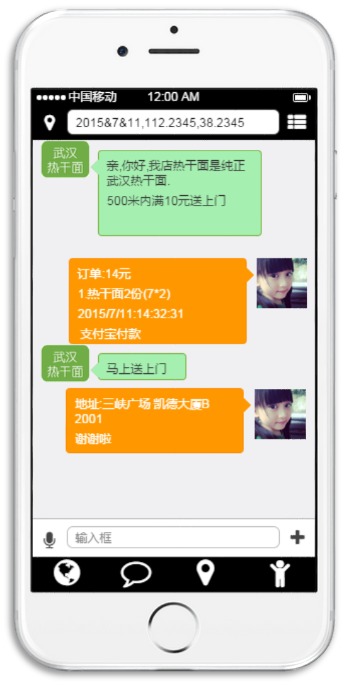 中国移动 12:00 AM
2015&7&11,112.2345,38.2345
武汉
热干面
亲,你好,我店热干面是纯正
武汉热干面.
500米内满10元送上门
订单:14元
1.热干面2份(7*2)
2015/7/11:14:32:31
支付宝付款
武汉
热干面
马上送上门
地址:三峡广场 凯德大厦B
2001
谢谢啦
输入框